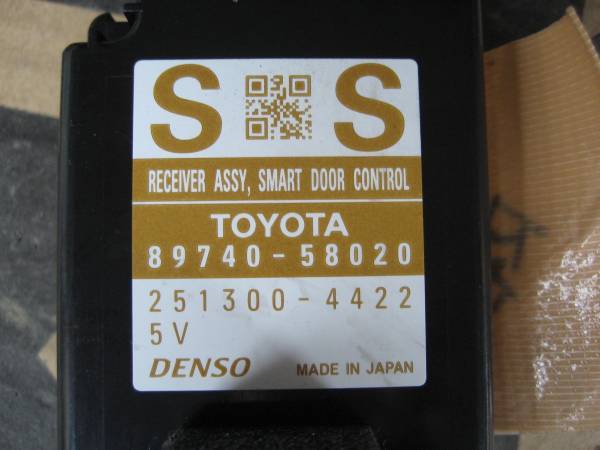 S S
RECEIVER ASSY, SMART DOOR CONTROL
TOYOTA
89740-58020
251300-4422
5V
DENSO MADE IN JAPAN